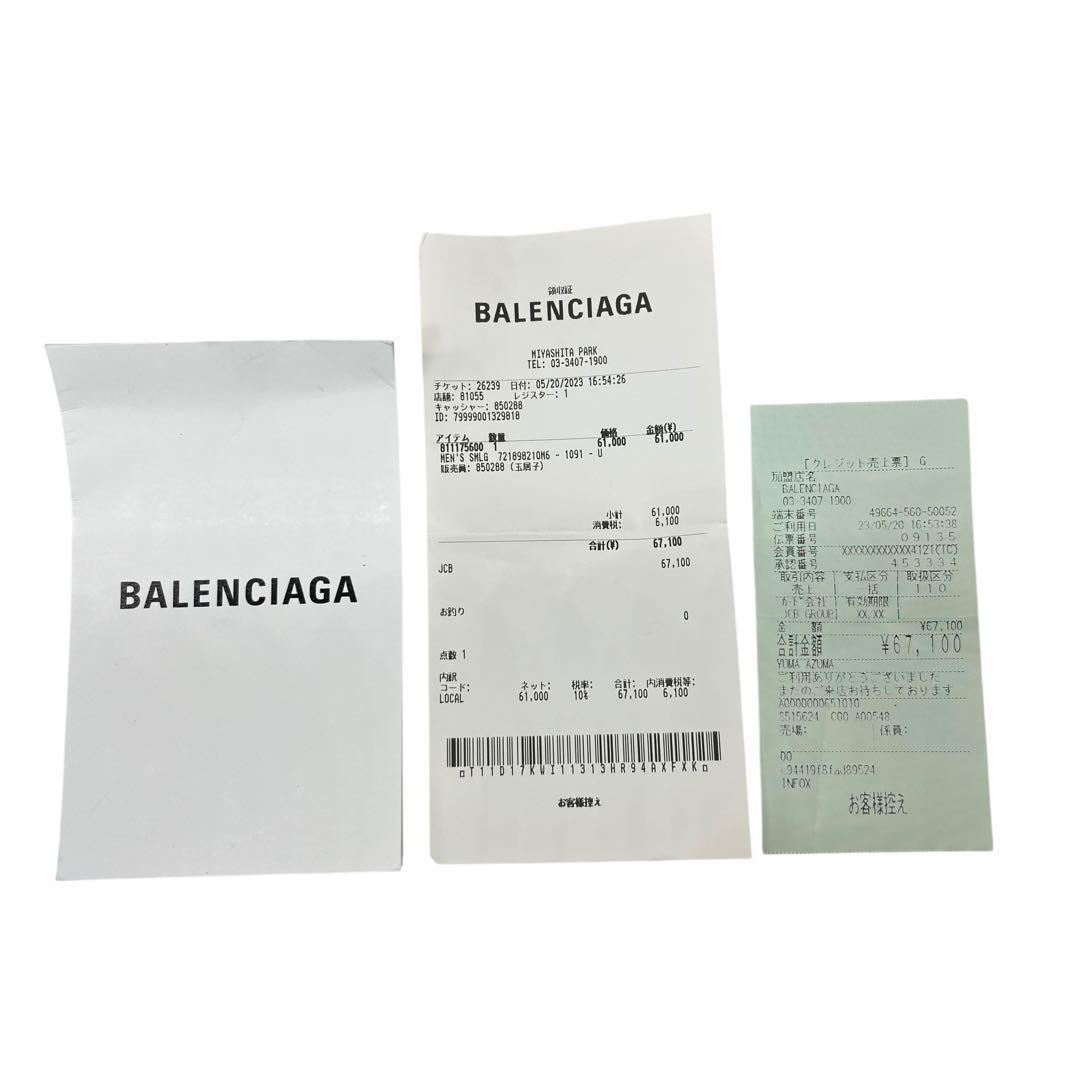 BALENCIAGA
領収証
BALENCIAGA
MIYASHITA PARK
TEL: 03-3407-1900
チケット: 26239 日付: 05/20/2023 16:54:26
店舗: 81055 レジスター: 1
キャッシャー: 850288
ID: 79999001329818
アイテム 数量 価格 金額(¥)
811175600 1 61,000 61,000
MEN'S SMLG 721898210M6 - 1091 - U
販売員: 850288 (玉居子)
小計 61,000
消費税: 6,100
合計(¥) 67,100
JCB 67,100
お釣り 0
点数 1
内訳
コード: ネット: 税率: 合計: 内消費税等:
LOCAL 61,000 10% 67,100 6,100
T11D17KWI11313HR94AXFXK
お客様控え
[クレジット売上票] G
加盟店名
BALENCIAGA
03-3407-1900
端末番号 49664-560-50052
ご利用日 23/05/20 16:53:38
伝票番号 09135
会員番号 XXXXXXXXXXXX4121(IC)
承認番号 453334
取引内容 支払区分 取扱区分
売上 一括 110
カード会社 有効期限
JCB GROUP XX/XX
金 額 ¥67,100
合計金額 ¥67,100
YUMA AZUMA
ご利用ありがとうございました
またのご来店お待ちしております
A0000000651010
S515624 C00 A00548
売場: 係員:
00
94419f8fad89524
INFOX
お客様控え